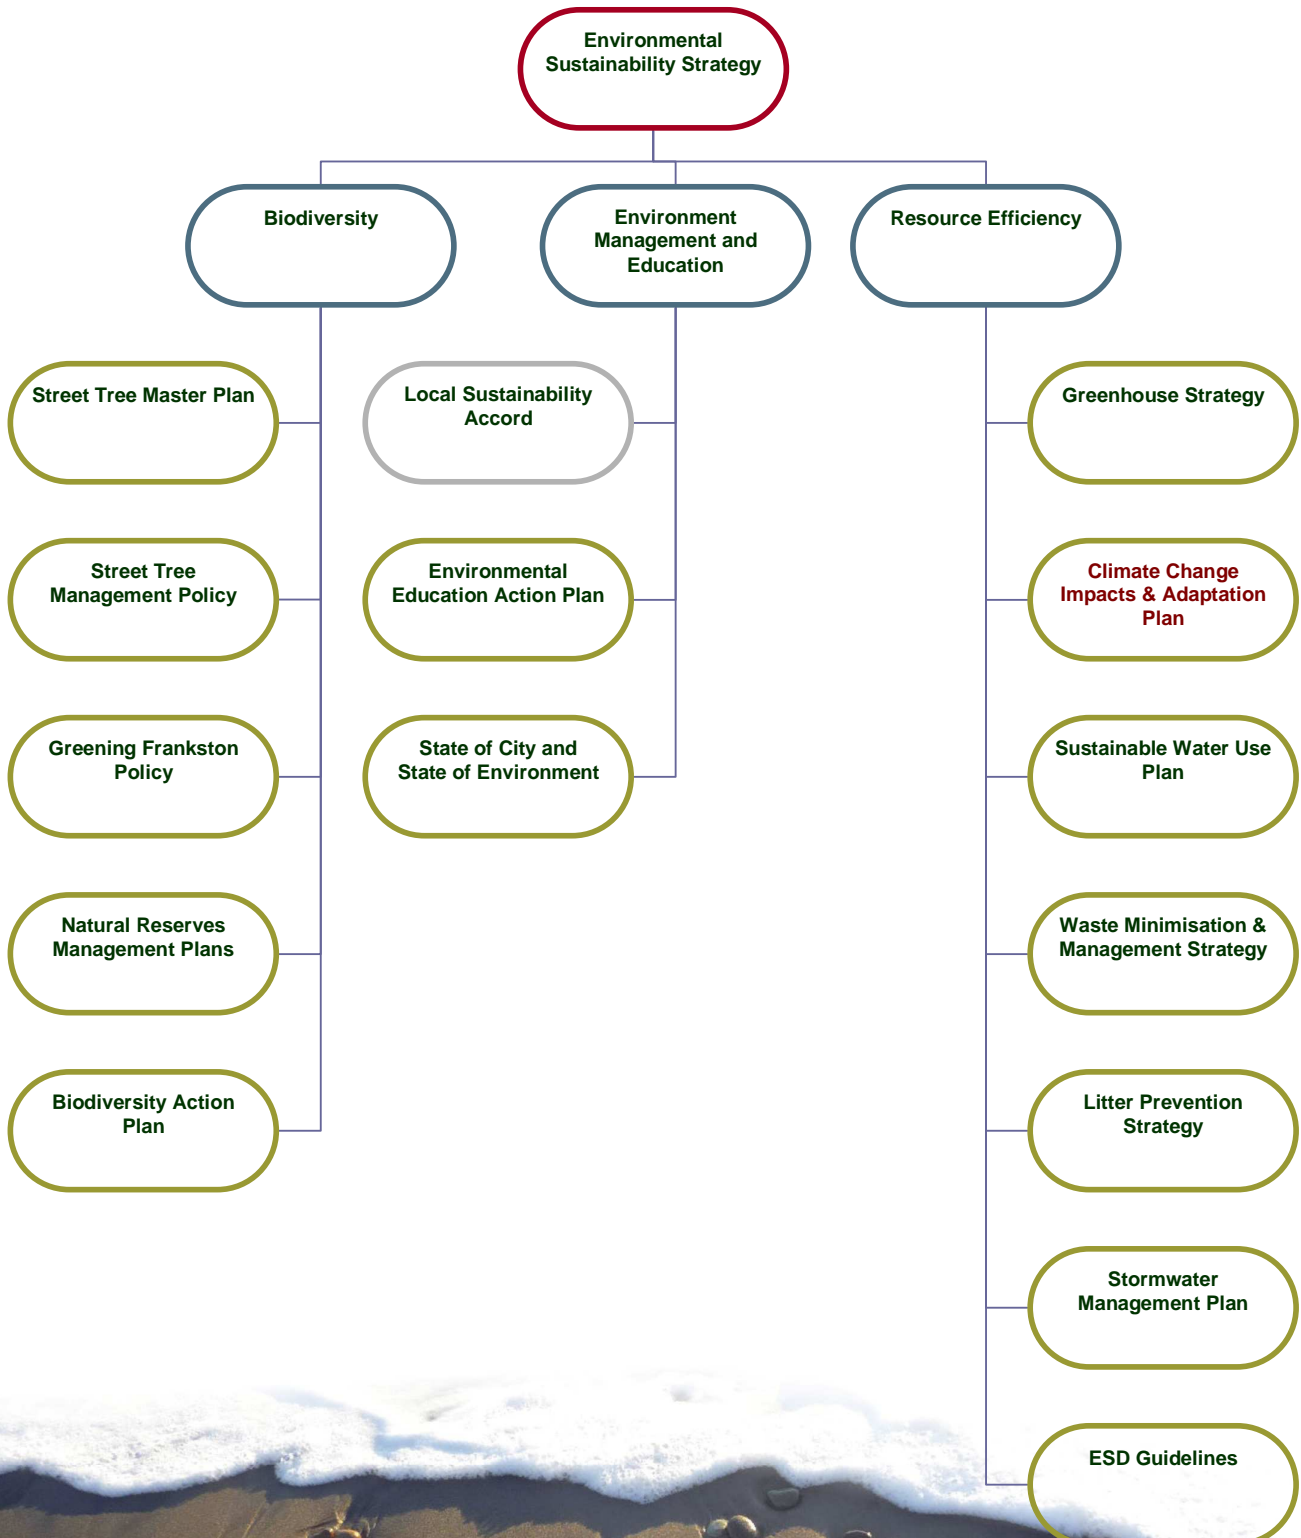 Environmental
Sustainability Strategy
Biodiversity
Environment
Management and
Education
Resource Efficiency
Street Tree Master Plan
Local Sustainability
Accord
Greenhouse Strategy
Street Tree
Management Policy
Environmental
Education Action Plan
Climate Change
Impacts & Adaptation
Plan
Greening Frankston
Policy
State of City and
State of Environment
Sustainable Water Use
Plan
Natural Reserves
Management Plans
Waste Minimisation &
Management Strategy
Biodiversity Action
Plan
Litter Prevention
Strategy
Stormwater
Management Plan
ESD Guidelines